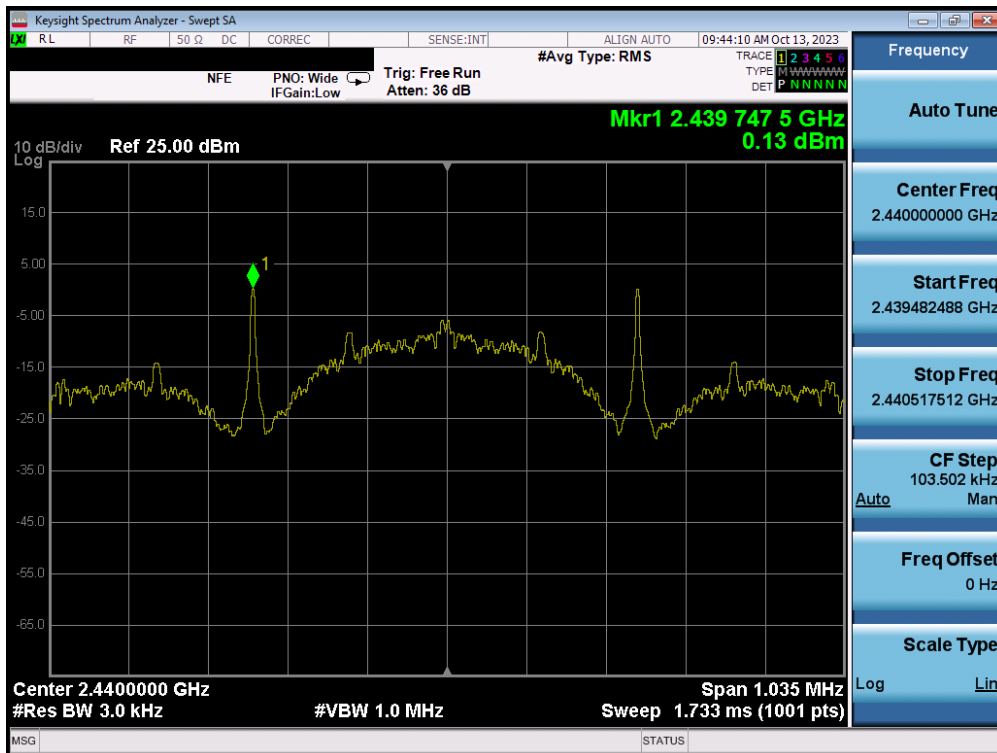 Keysight Spectrum Analyzer - Swept SA
LXI RL RF 50 Ω DC CORREC SENSE:INT ALIGN AUTO 09:44:10 AM Oct 13, 2023
NFE PNO: Wide Trig: Free Run #Avg Type: RMS TRACE 1 2 3 4 5 6
IFGain:Low Atten: 36 dB TYPE M WWWWW
DET P N N N N N
Mkr1 2.439 747 5 GHz
0.13 dBm
10 dB/div Ref 25.00 dBm
Log
15.0
5.00
-5.00
-15.0
-25.0
-35.0
-45.0
-55.0
-65.0
1
Center 2.4400000 GHz Span 1.035 MHz
#Res BW 3.0 kHz #VBW 1.0 MHz Sweep 1.733 ms (1001 pts)
MSG STATUS
Frequency
Auto Tune
Center Freq
2.440000000 GHz
Start Freq
2.439482488 GHz
Stop Freq
2.440517512 GHz
CF Step
103.502 kHz
Auto Man
Freq Offset
0 Hz
Scale Type
Log Lin